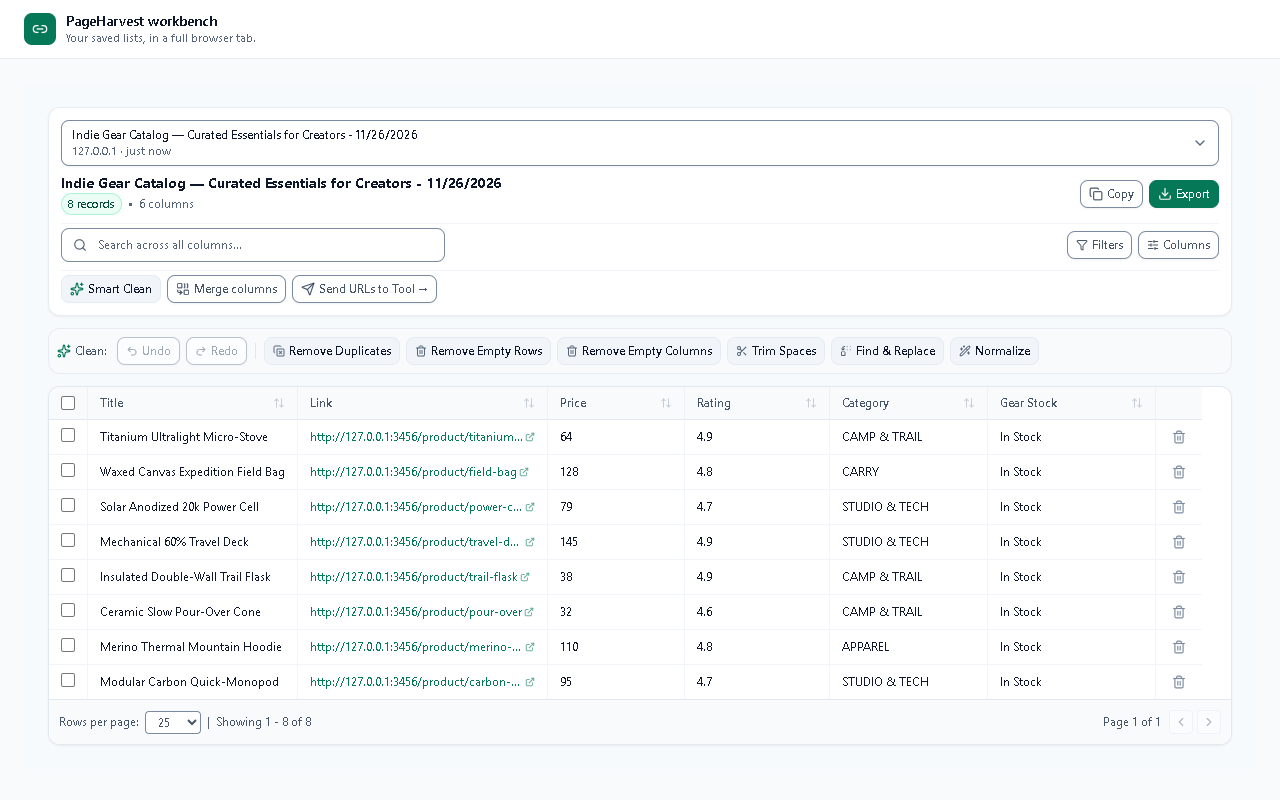 PageHarvest workbench
Your saved lists, in a full browser tab.
Indie Gear Catalog — Curated Essentials for Creators - 11/26/2026
127.0.0.1 · just now
Indie Gear Catalog — Curated Essentials for Creators - 11/26/2026
8 records • 6 columns
Copy Export
Search across all columns...
Filters Columns
Smart Clean Merge columns Send URLs to Tool →
Clean: Undo Redo Remove Duplicates Remove Empty Rows Remove Empty Columns Trim Spaces Find & Replace Normalize
Title Link Price Rating Category Gear Stock
Titanium Ultralight Micro-Stove http://127.0.0.1:3456/product/titanium... 64 4.9 CAMP & TRAIL In Stock
Waxed Canvas Expedition Field Bag http://127.0.0.1:3456/product/field-bag 128 4.8 CARRY In Stock
Solar Anodized 20k Power Cell http://127.0.0.1:3456/product/power-c... 79 4.7 STUDIO & TECH In Stock
Mechanical 60% Travel Deck http://127.0.0.1:3456/product/travel-d... 145 4.9 STUDIO & TECH In Stock
Insulated Double-Wall Trail Flask http://127.0.0.1:3456/product/trail-flask 38 4.9 CAMP & TRAIL In Stock
Ceramic Slow Pour-Over Cone http://127.0.0.1:3456/product/pour-over 32 4.6 CAMP & TRAIL In Stock
Merino Thermal Mountain Hoodie http://127.0.0.1:3456/product/merino-... 110 4.8 APPAREL In Stock
Modular Carbon Quick-Monopod http://127.0.0.1:3456/product/carbon-... 95 4.7 STUDIO & TECH In Stock
Rows per page: 25 | Showing 1 - 8 of 8
Page 1 of 1